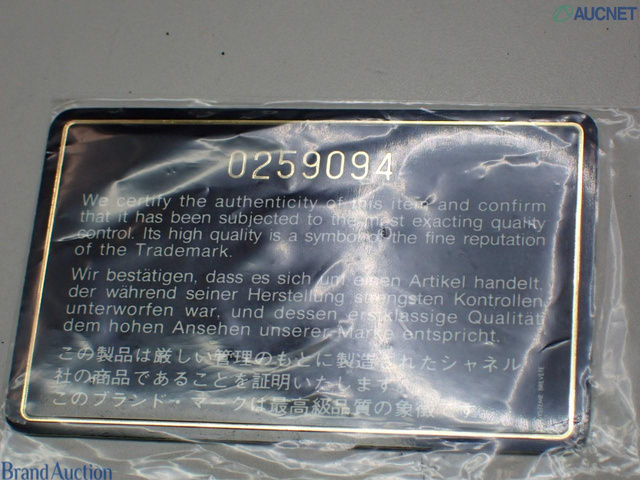 AUCNET
0259094
We certify the authenticity of this item and confirm
that it has been subjected to the most exacting quality
control. Its high quality is a symbol of the fine reputation
of the Trademark.
Wir bestätigen, dass es sich um einen Artikel handelt,
der während seiner Herstellung strengsten Kontrollen
unterworfen war, und dessen erstklassige Qualität
dem hohen Ansehen unserer Marke entspricht.
この製品は厳しい管理のもとに製造されたシャネル
社の商品であることを証明いたします。
このブランド・マークは最高級品質の象徴です。
Brand Auction